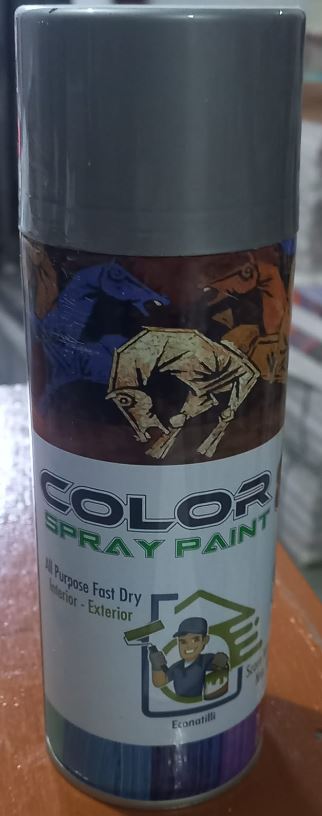 COLOR
SPRAY PAINT
All Purpose Fast Dry
Interior - Exterior
Econatilli